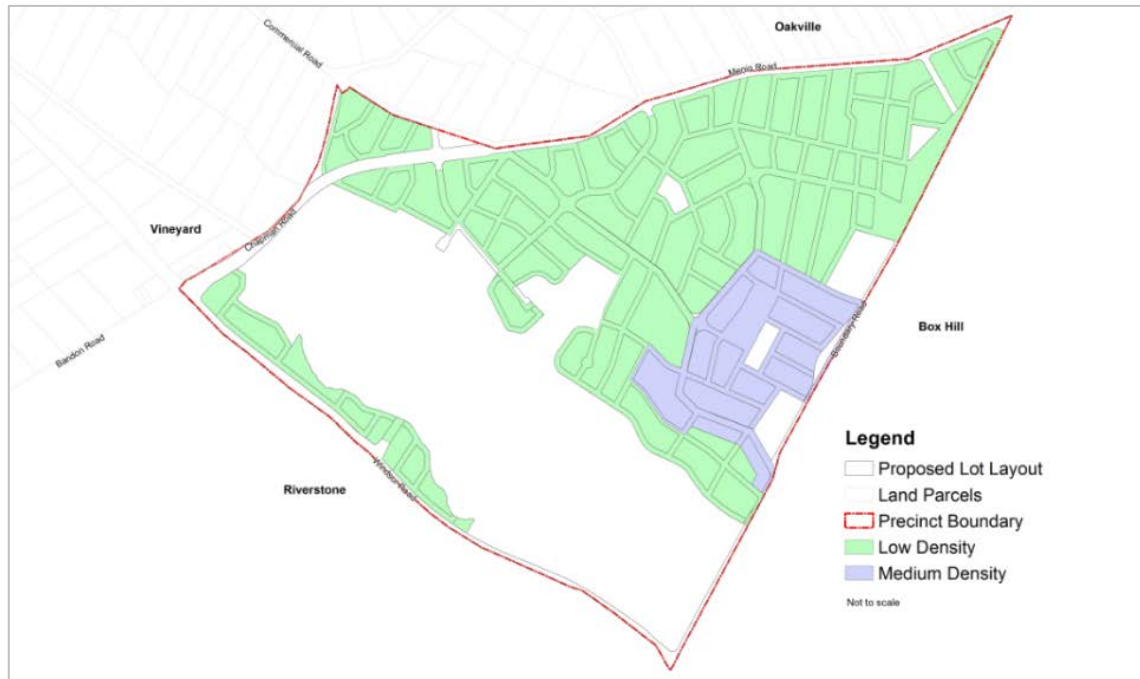 Oakville
Commercial Road
Menin Road
Vineyard
Chapman Road
Bandon Road
Boundary Road
Box Hill
Riverstone
Windsor Road
Legend
Proposed Lot Layout
Land Parcels
Precinct Boundary
Low Density
Medium Density
Not to scale